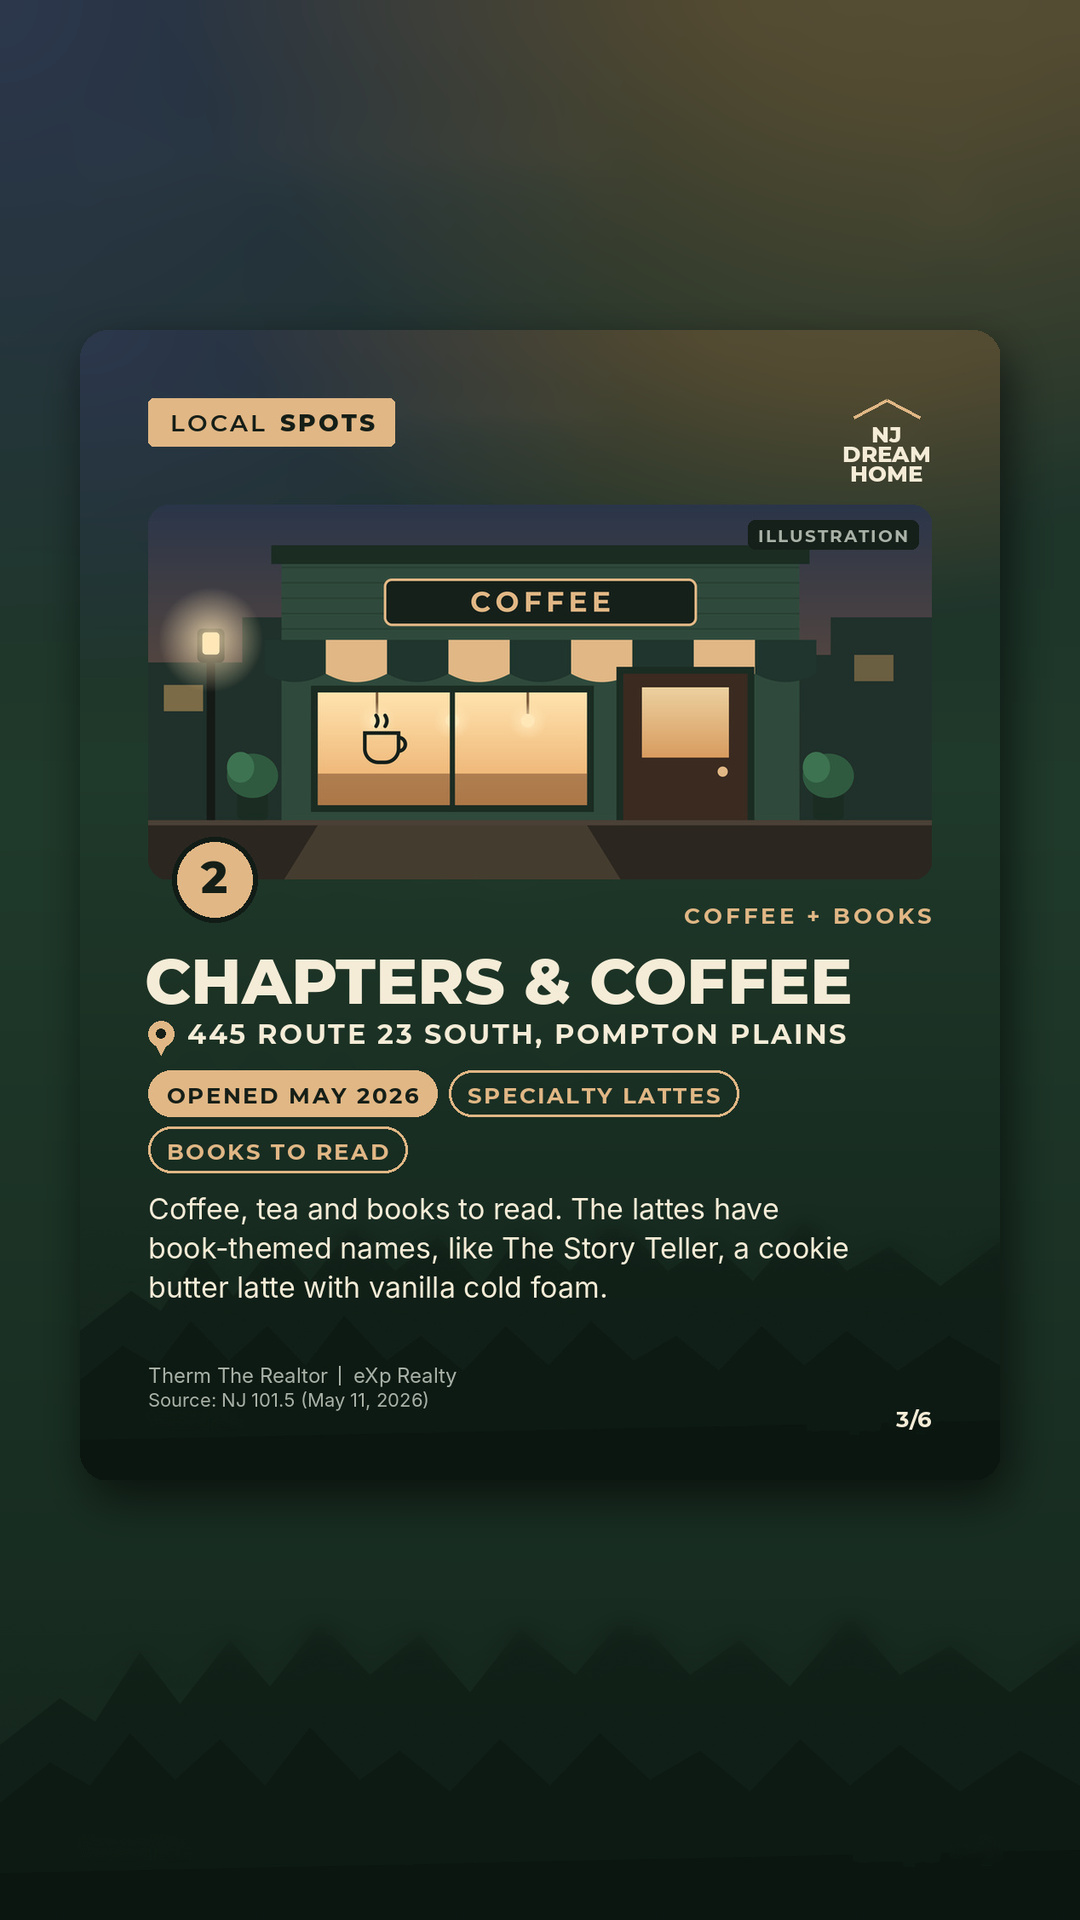 LOCAL SPOTS
NJ
DREAM
HOME
ILLUSTRATION
COFFEE
2
COFFEE + BOOKS
CHAPTERS & COFFEE
445 ROUTE 23 SOUTH, POMPTON PLAINS
OPENED MAY 2026
SPECIALTY LATTES
BOOKS TO READ
Coffee, tea and books to read. The lattes have
book-themed names, like The Story Teller, a cookie
butter latte with vanilla cold foam.
Therm The Realtor | eXp Realty
Source: NJ 101.5 (May 11, 2026)
3/6